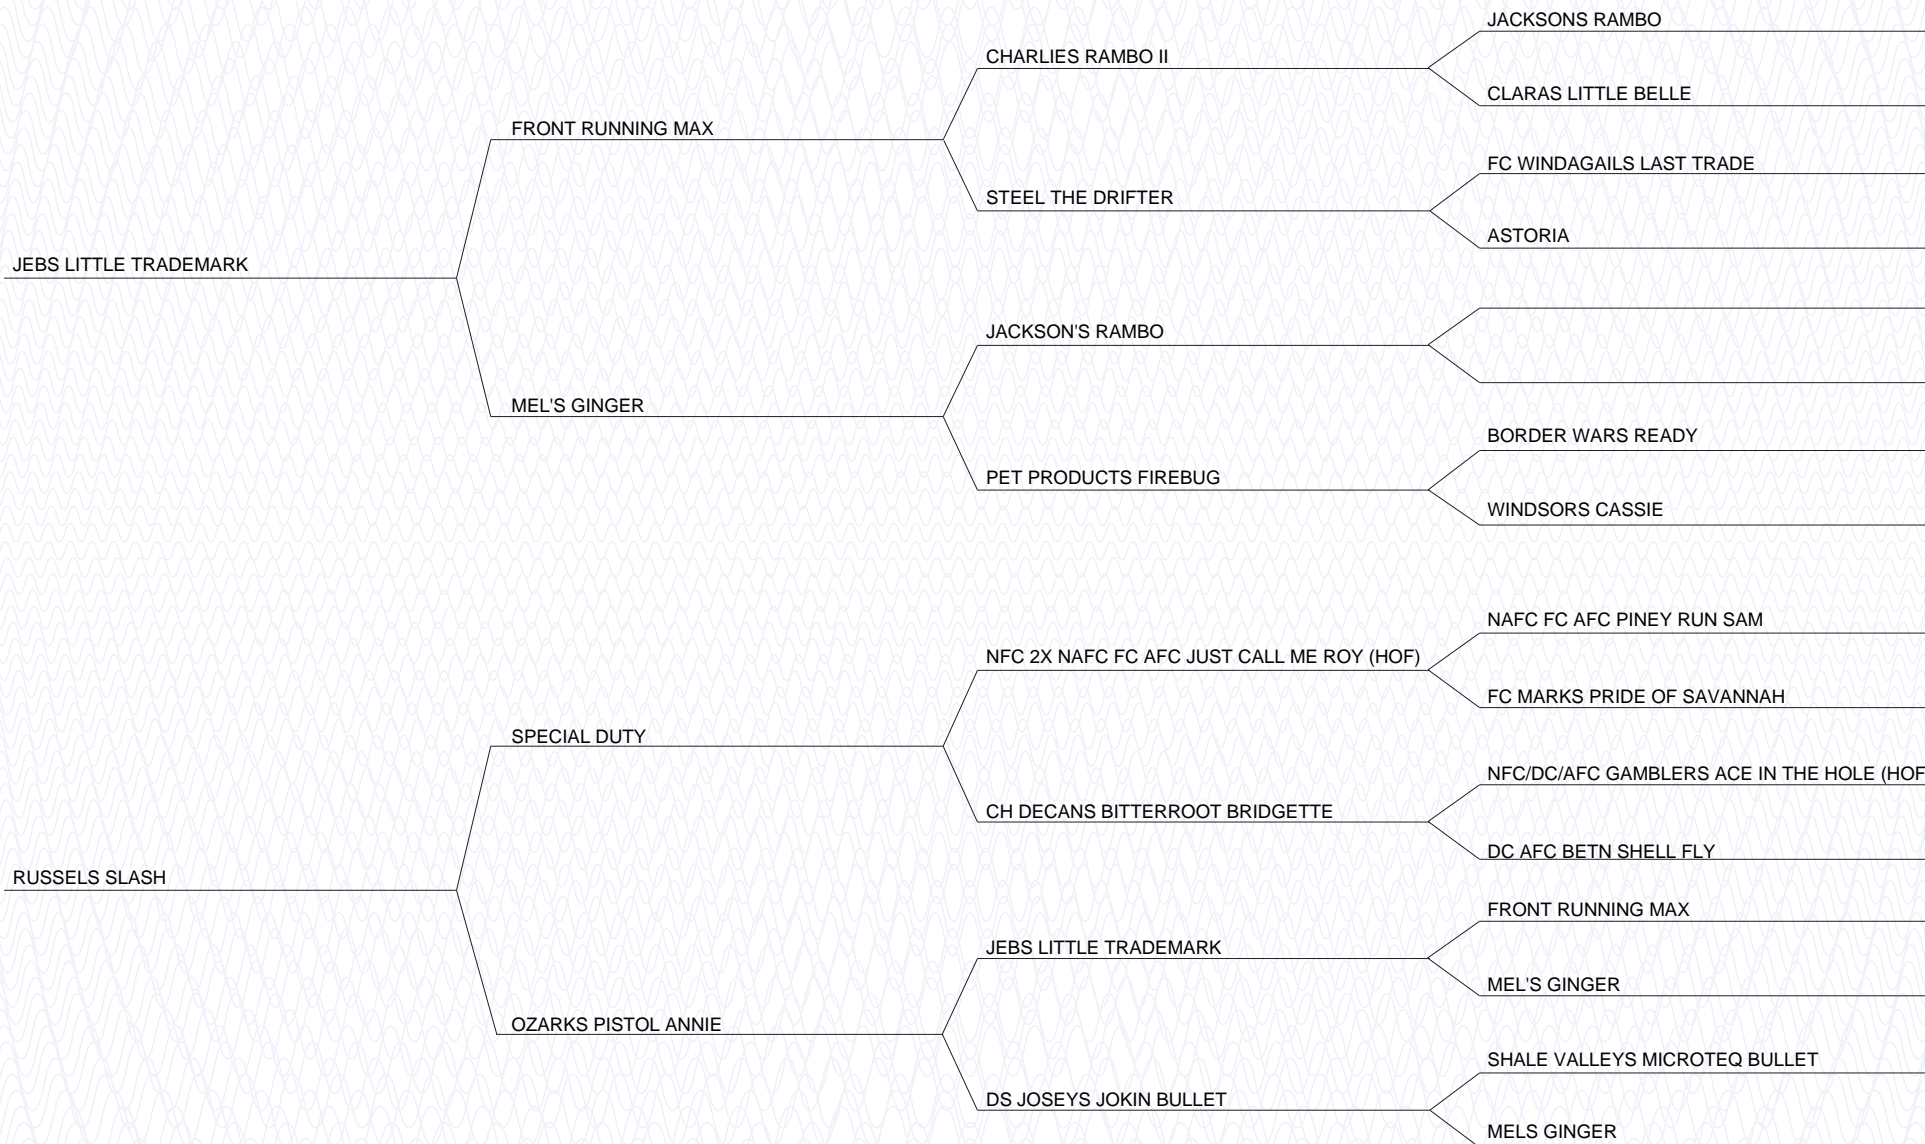 JACKSONS RAMBO
CHARLIES RAMBO II
CLARAS LITTLE BELLE
FRONT RUNNING MAX
FC WINDAGAILS LAST TRADE
STEEL THE DRIFTER
ASTORIA
JEBS LITTLE TRADEMARK
JACKSON'S RAMBO
MEL'S GINGER
BORDER WARS READY
PET PRODUCTS FIREBUG
WINDSORS CASSIE
NAFC FC AFC PINEY RUN SAM
NFC 2X NAFC FC AFC JUST CALL ME ROY (HOF)
FC MARKS PRIDE OF SAVANNAH
SPECIAL DUTY
NFC/DC/AFC GAMBLERS ACE IN THE HOLE (HOF
CH DECANS BITTERROOT BRIDGETTE
DC AFC BETN SHELL FLY
RUSSELS SLASH
FRONT RUNNING MAX
JEBS LITTLE TRADEMARK
MEL'S GINGER
OZARKS PISTOL ANNIE
SHALE VALLEYS MICROTEQ BULLET
DS JOSEYS JOKIN BULLET
MELS GINGER